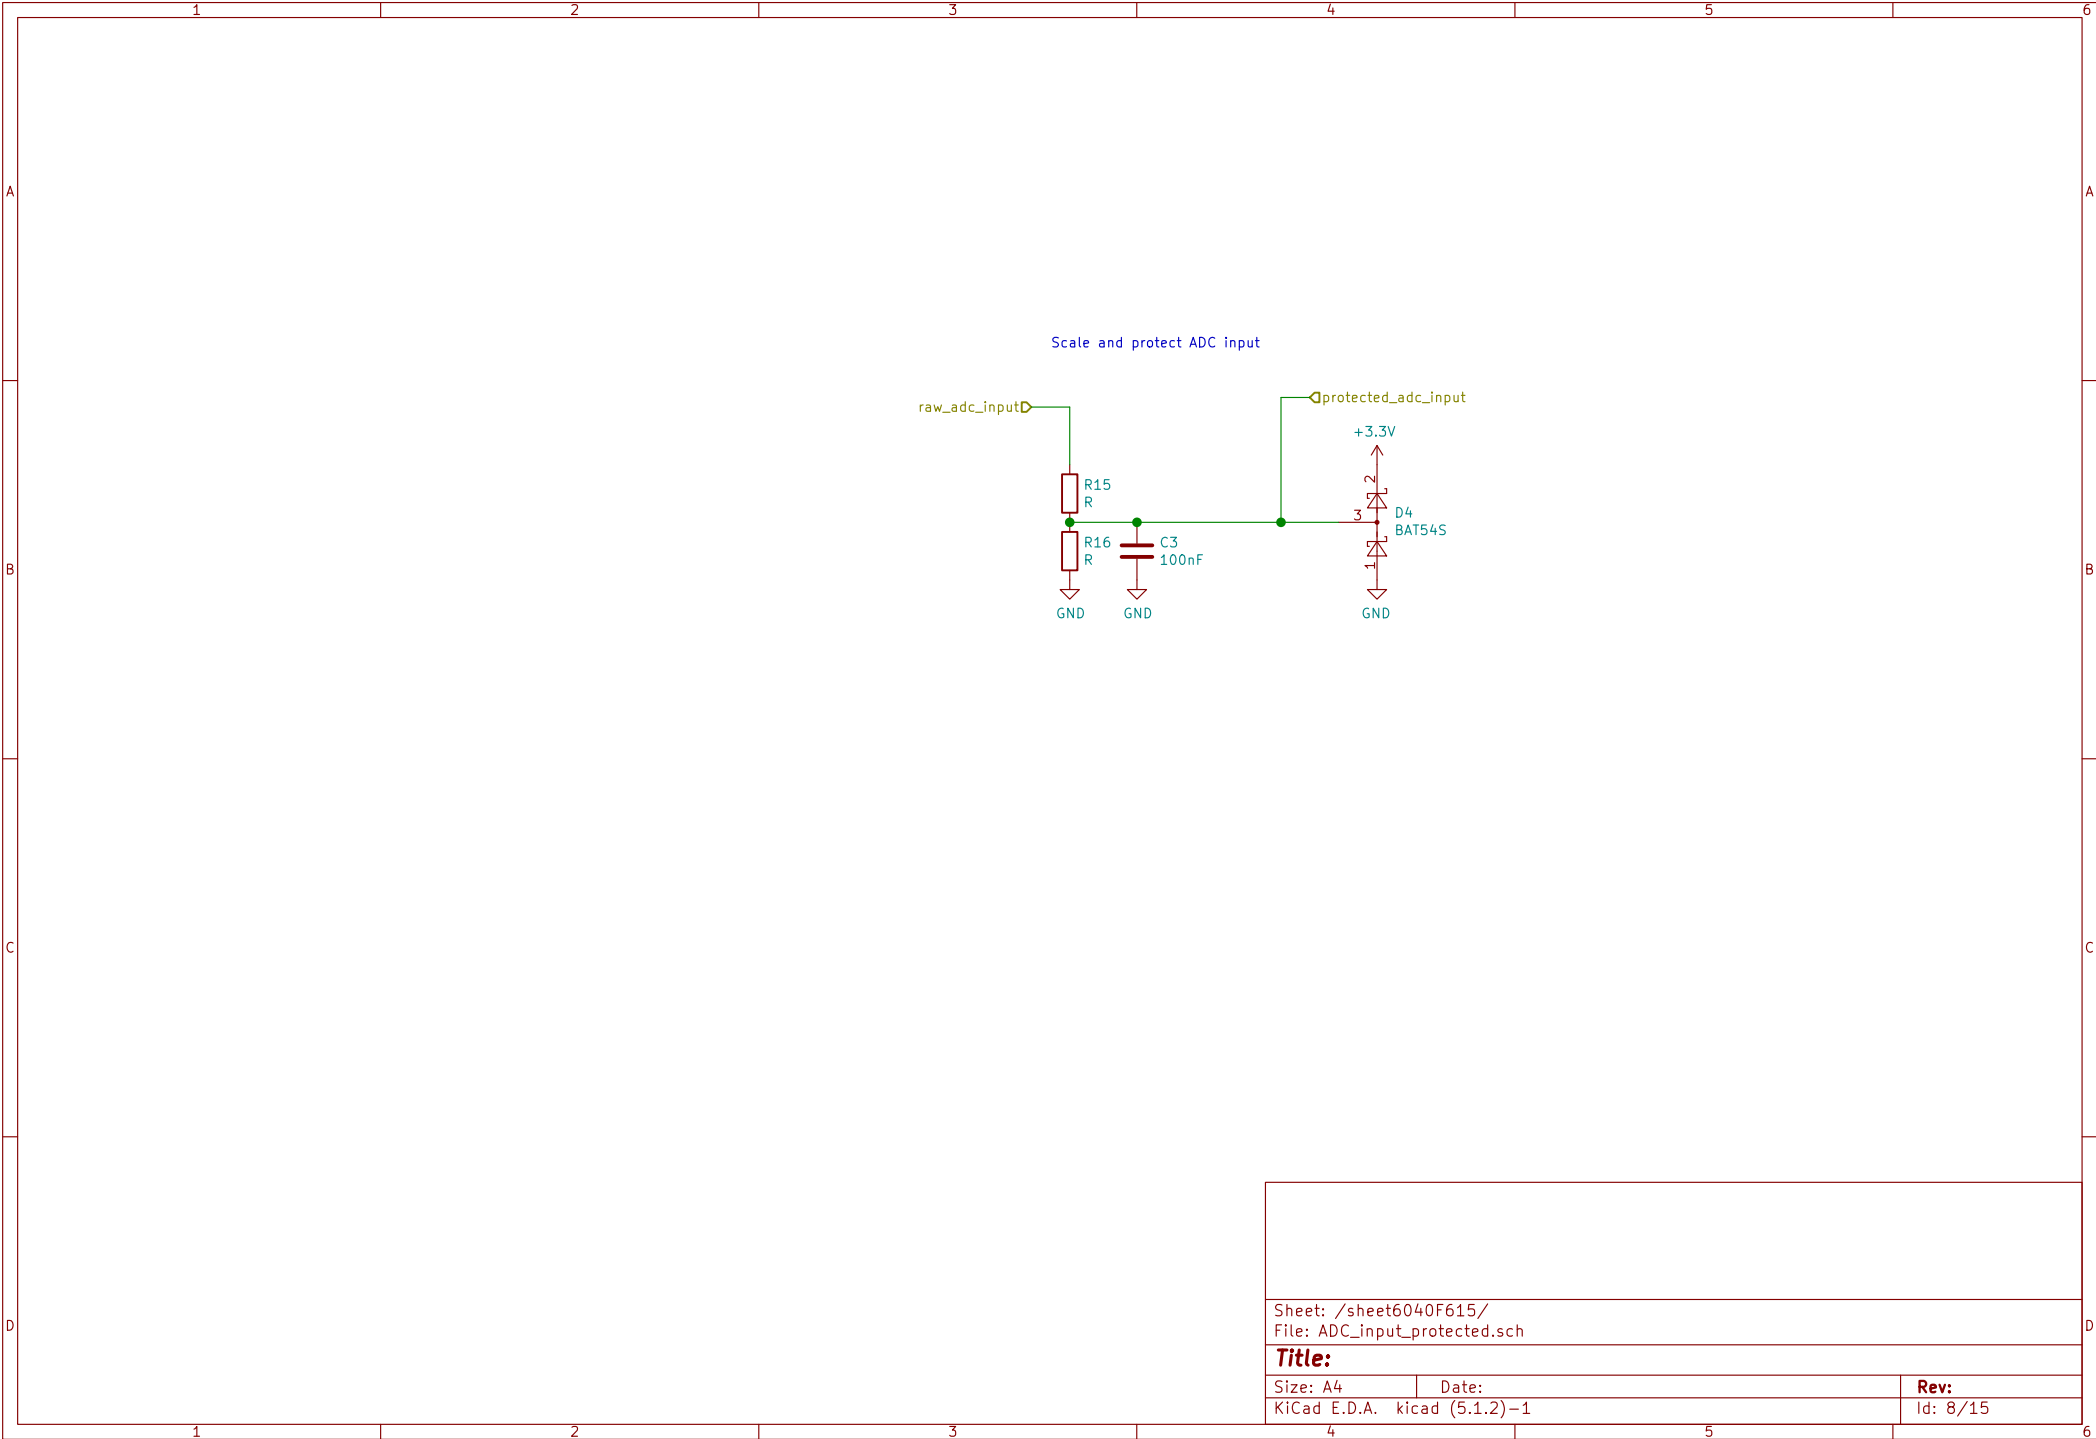 1 2 3 4 5 6
A A
Scale and protect ADC input
raw_adc_input
protected_adc_input
+3.3V
2
R15
R
3
D4
BAT54S
R16
R
C3
100nF
1
GND GND GND
B B
C C
Sheet: /sheet6040F615/
File: ADC_input_protected.sch
D D
Title:
Size: A4 Date: Rev:
KiCad E.D.A. kicad (5.1.2)-1 Id: 8/15
1 2 3 4 5 6